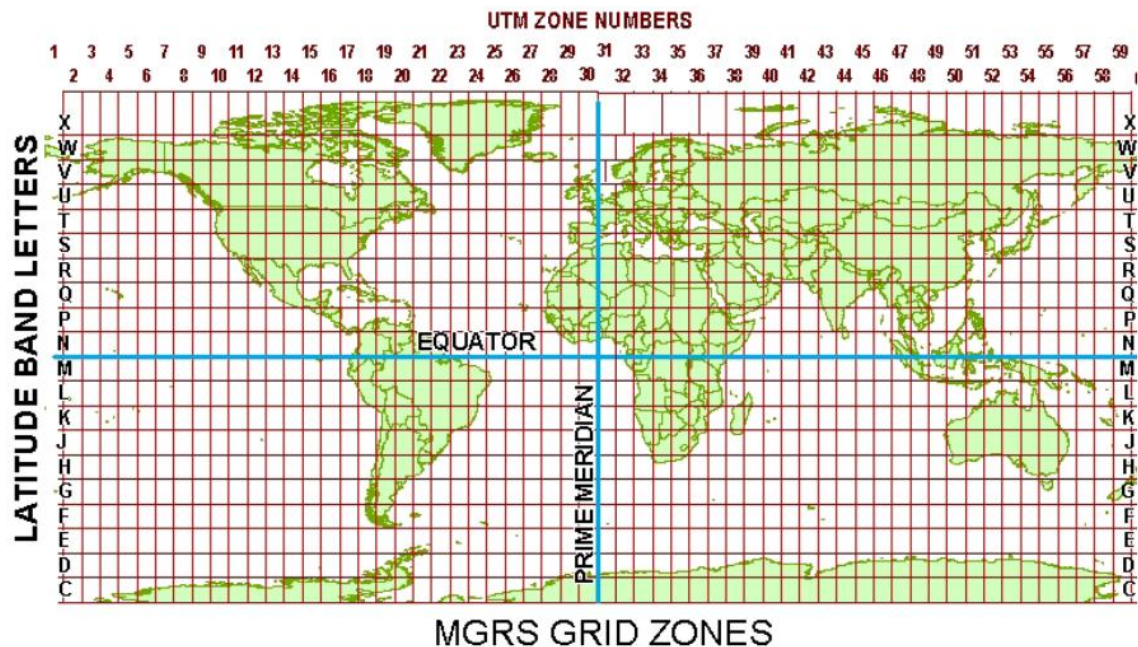 UTM ZONE NUMBERS
1 3 5 7 9 11 13 15 17 19 21 23 25 27 29 31 33 35 37 39 41 43 45 47 49 51 53 55 57 59
2 4 6 8 10 12 14 16 18 20 22 24 26 28 30 32 34 36 38 40 42 44 46 48 50 52 54 56 58
LATITUDE BAND LETTERS
X X
W W
V V
U U
T T
S S
R R
Q Q
P P
N N
EQUATOR
M M
L L
K K
J J
H H
G G
F F
E E
D D
C C
PRIME MERIDIAN
MGRS GRID ZONES